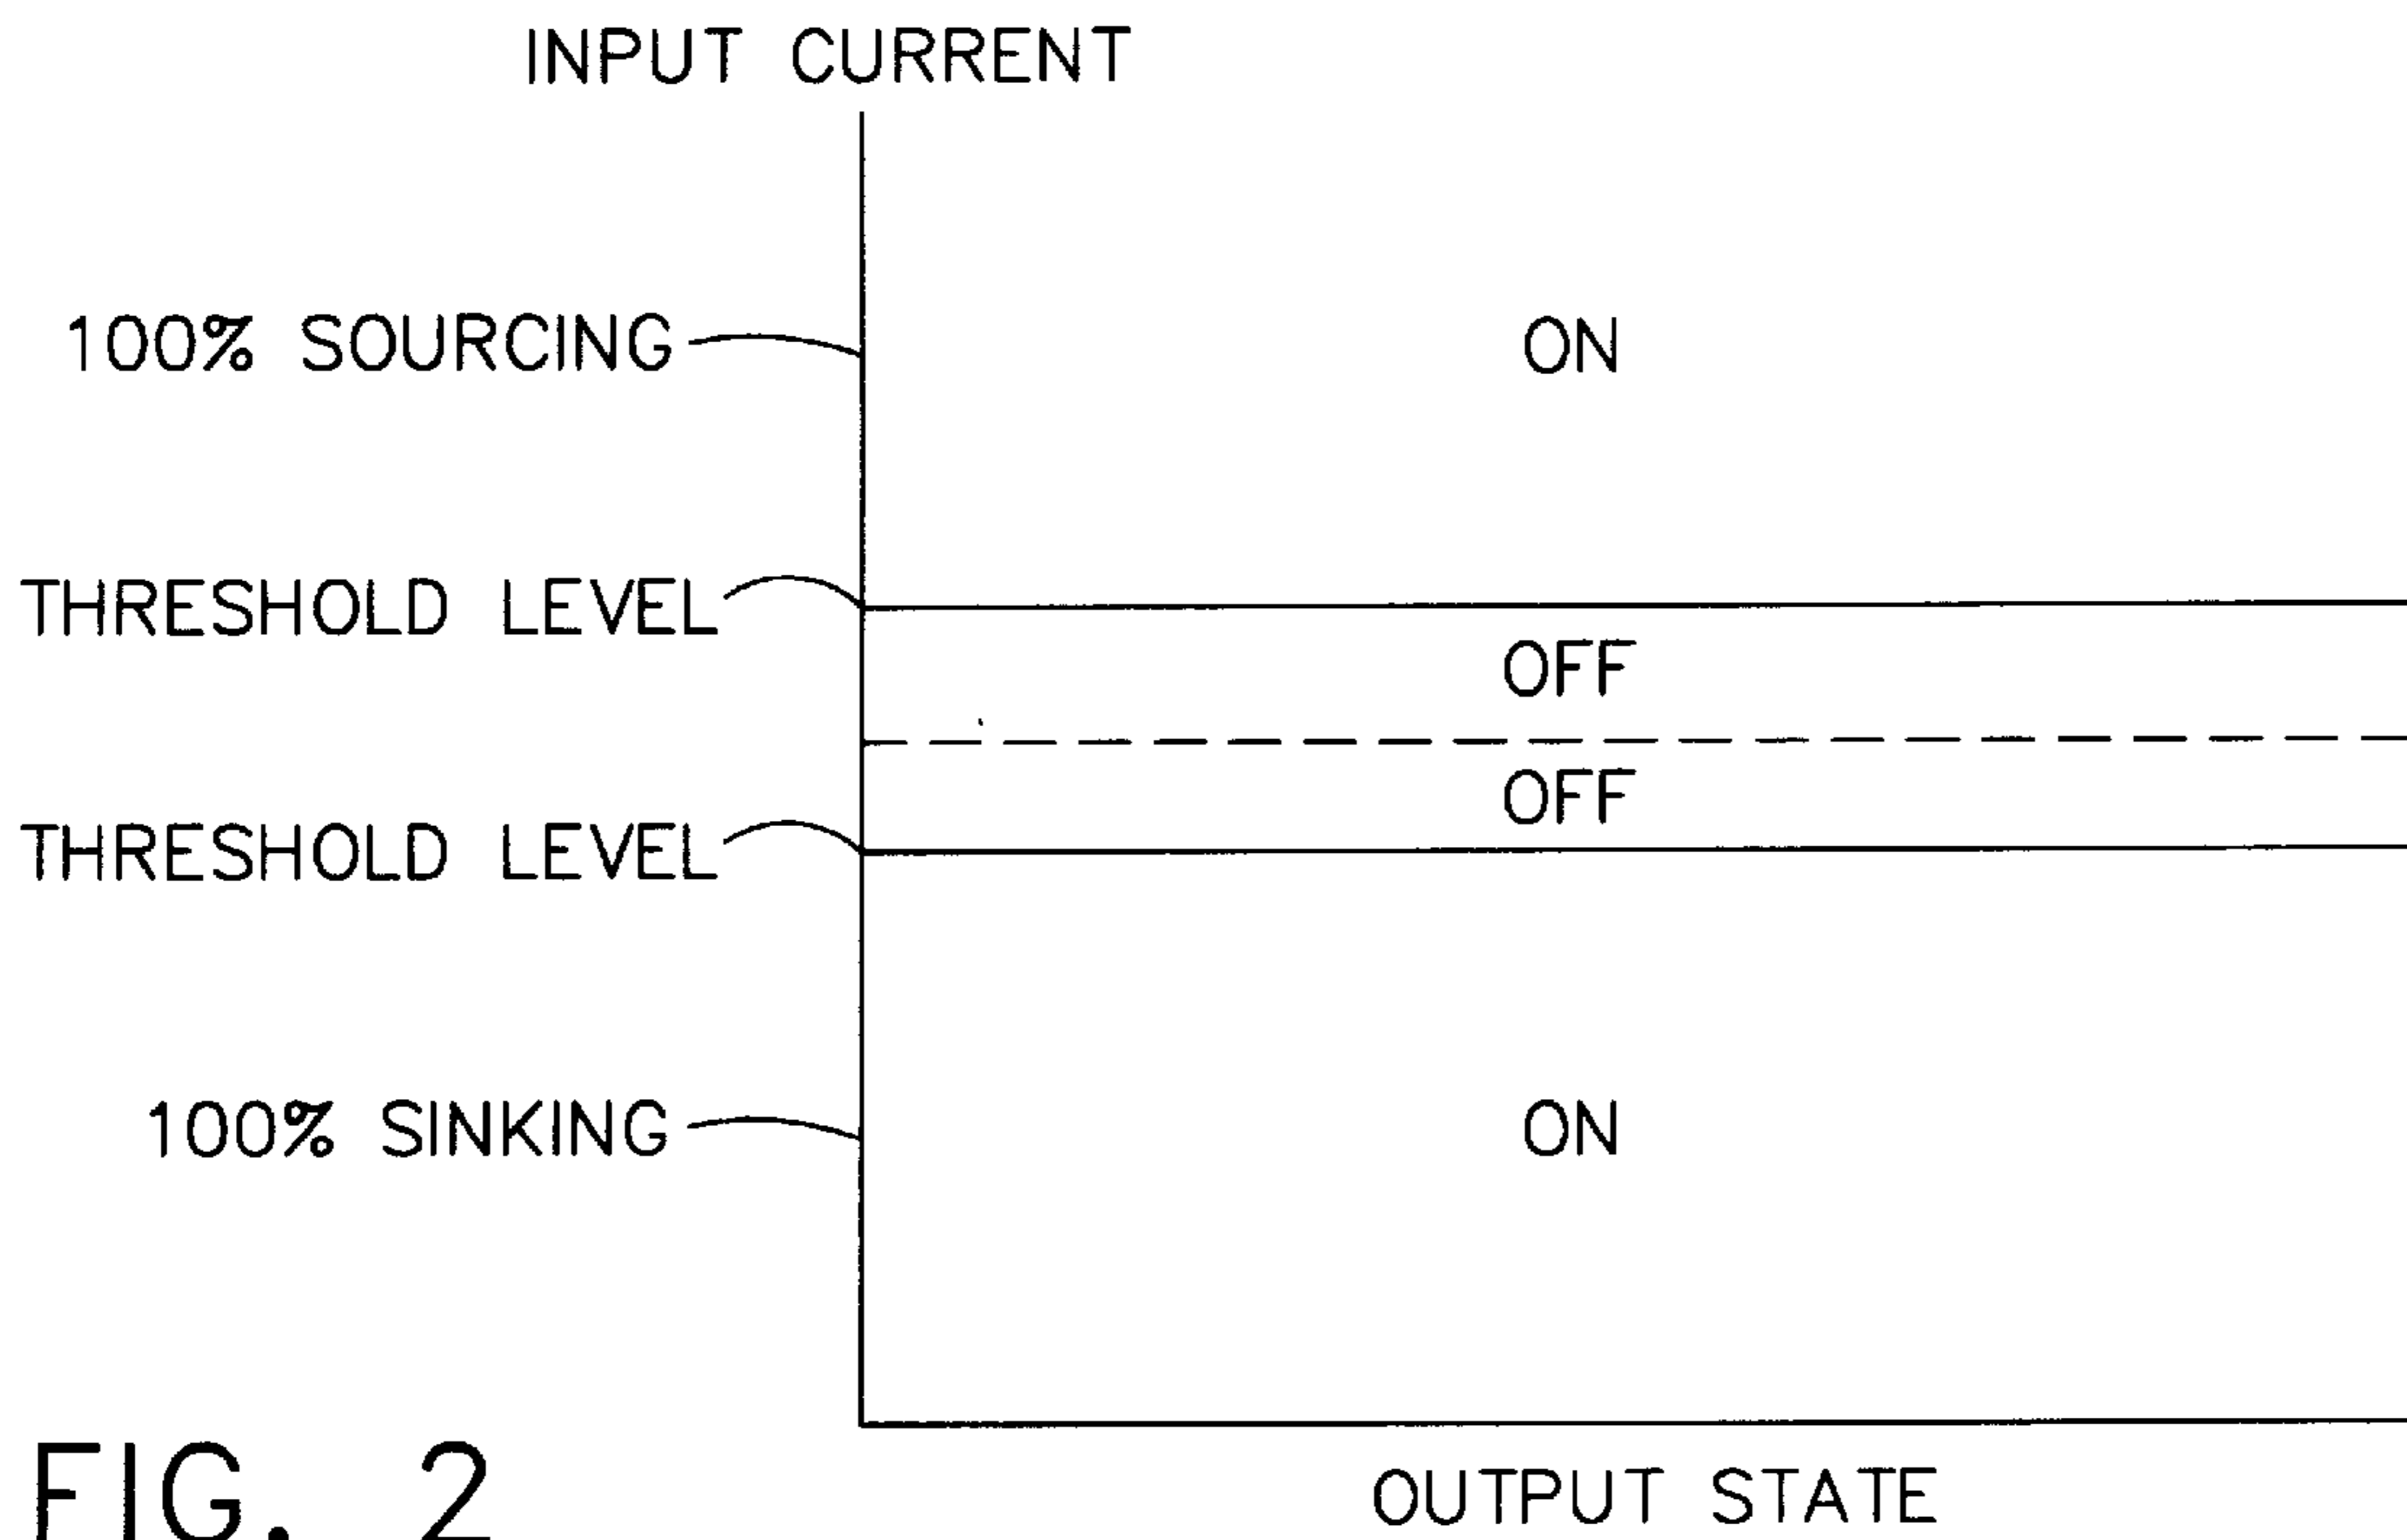 INPUT CURRENT
100% SOURCING
ON
THRESHOLD LEVEL
OFF
OFF
THRESHOLD LEVEL
100% SINKING
ON
FIG. 2
OUTPUT STATE